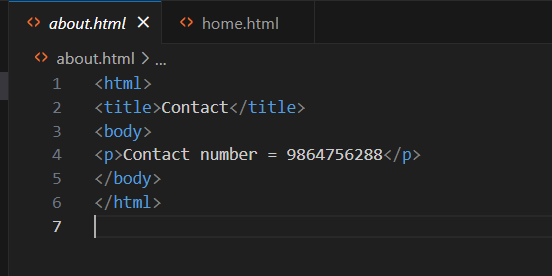 about.html
home.html
about.html > ...
1 <html>
2 <title>Contact</title>
3 <body>
4 <p>Contact number = 9864756288</p>
5 </body>
6 </html>
7